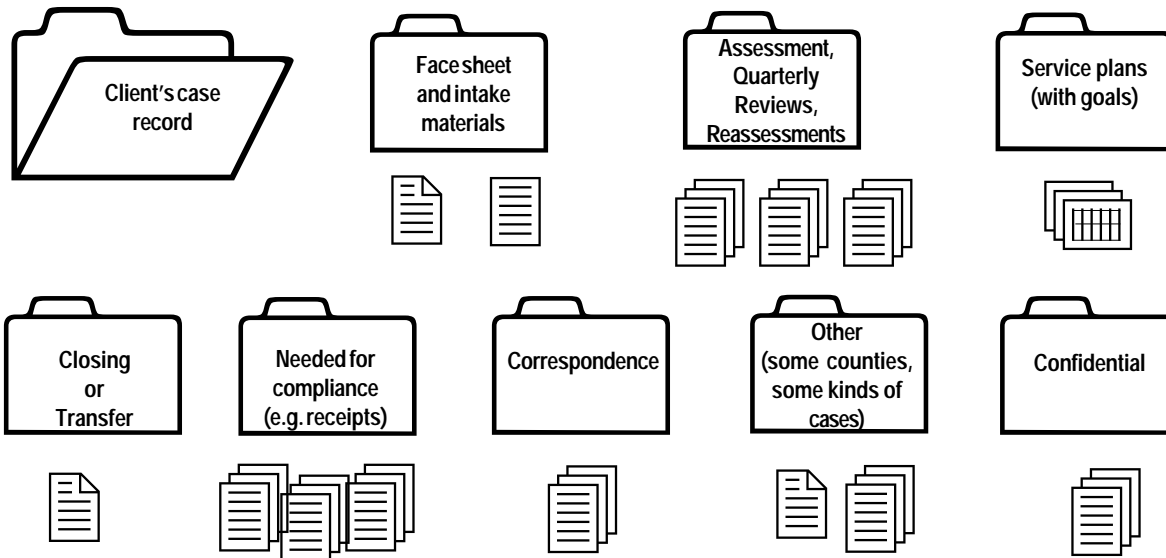 Client's case
record
Face sheet
and intake
materials
Assessment,
Quarterly
Reviews,
Reassessments
Service plans
(with goals)
Closing
or
Transfer
Needed for
compliance
(e.g. receipts)
Correspondence
Other
(some counties,
some kinds of
cases)
Confidential